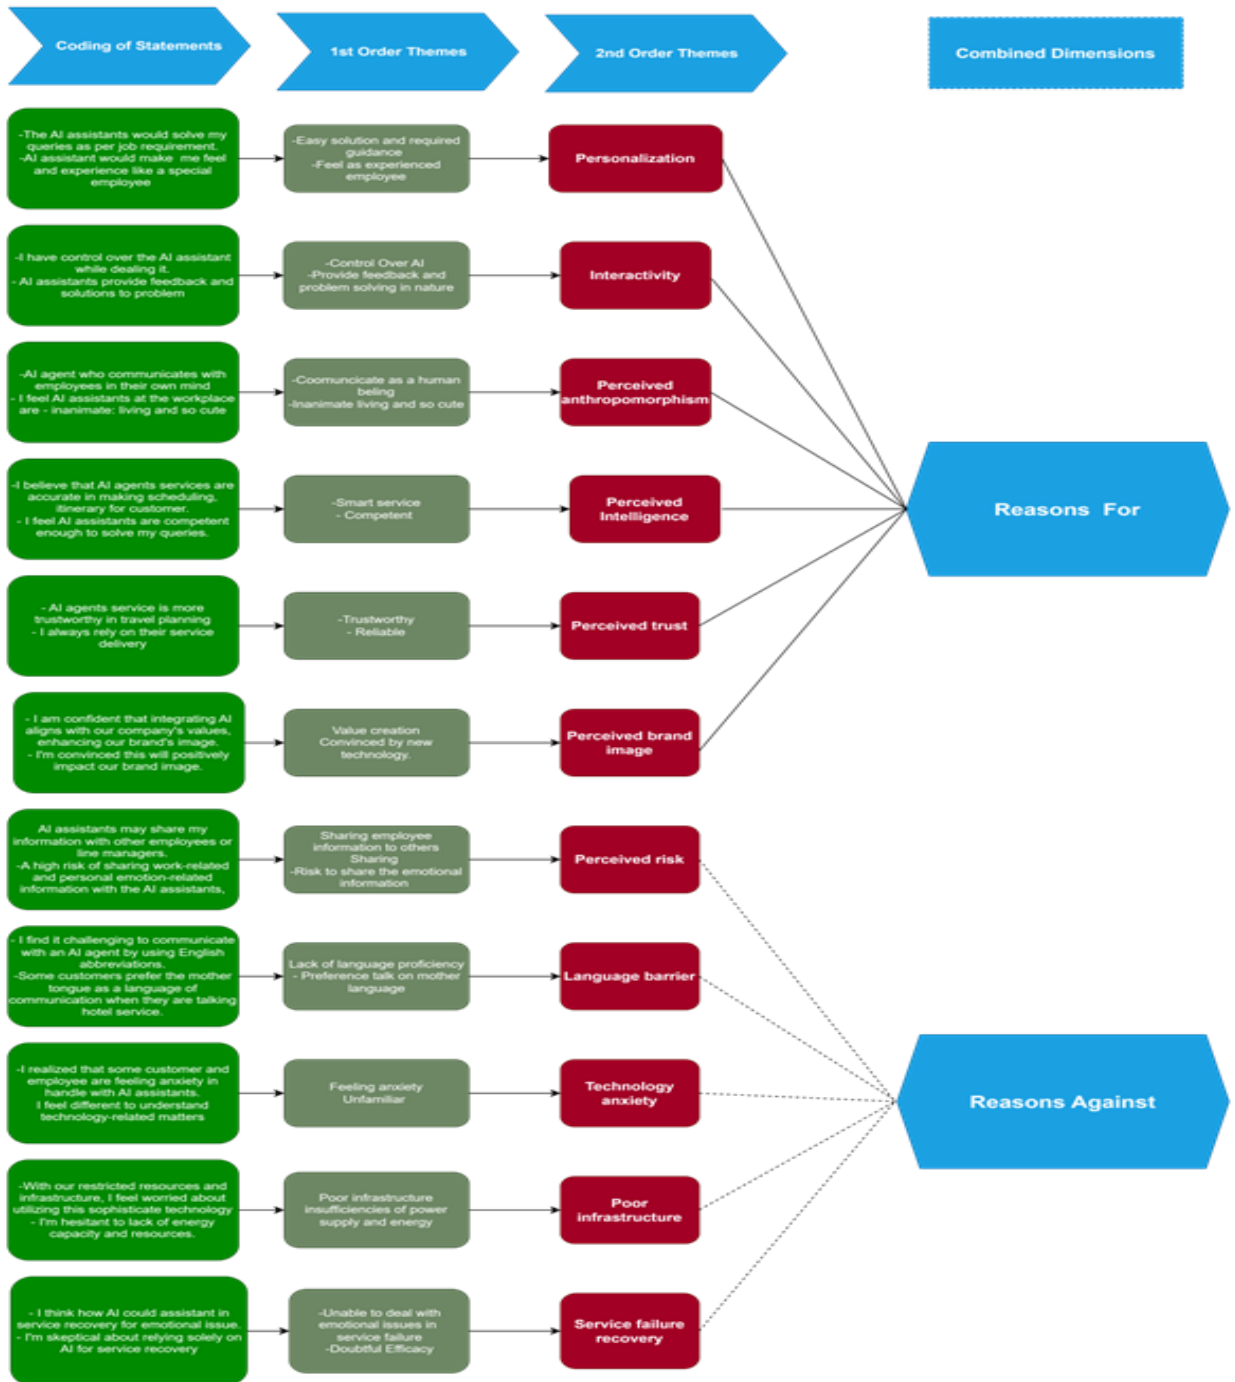 Coding of Statements
1st Order Themes
2nd Order Themes
Combined Dimensions
-The AI assistants would solve my
queries as per job requirement.
-AI assistant would make me feel
and experience like a special
employee
-Easy solution and required
guidance
-Feel as experienced
employee
Personalization
-I have control over the AI assistant
while dealing it.
- AI assistants provide feedback and
solutions to problem
-Control Over AI
-Provide feedback and
problem solving in nature
Interactivity
-AI agent who communicates with
employees in their own mind
- I feel AI assistants at the workplace
are - inanimate: living and so cute
-Coomuncicate as a human
being
-Inanimate living and so cute
Perceived
anthropomorphism
-I believe that AI agents services are
accurate in making scheduling,
itinerary for customer.
- I feel AI assistants are competent
enough to solve my queries.
-Smart service
- Competent
Perceived
Intelligence
Reasons For
- AI agents service is more
trustworthy in travel planning
- I always rely on their service
delivery
-Trustworthy
- Reliable
Perceived trust
- I am confident that integrating AI
aligns with our company's values,
enhancing our brand's image.
- I'm convinced this will positively
impact our brand image.
Value creation
Convinced by new
technology.
Perceived brand
image
AI assistants may share my
information with other employees or
line managers.
-A high risk of sharing work-related
and personal emotion-related
information with the AI assistants,
Sharing employee
information to others
Sharing
-Risk to share the emotional
information
Perceived risk
- I find it challenging to communicate
with an AI agent by using English
abbreviations.
-Some customers prefer the mother
tongue as a language of
communication when they are talking
hotel service.
Lack of language proficiency
- Preference talk on mother
language
Language barrier
-I realized that some customer and
employee are feeling anxiety in
handle with AI assistants.
I feel different to understand
technology-related matters
Feeling anxiety
Unfamiliar
Technology
anxiety
Reasons Against
-With our restricted resources and
infrastructure, I feel worried about
utilizing this sophisticate technology
- I'm hesitant to lack of energy
capacity and resources.
Poor infrastructure
insufficiencies of power
supply and energy
Poor
infrastructure
- I think how AI could assistant in
service recovery for emotional issue.
- I'm skeptical about relying solely on
AI for service recovery
-Unable to deal with
emotional issues in
service failure
-Doubtful Efficacy
Service failure
recovery